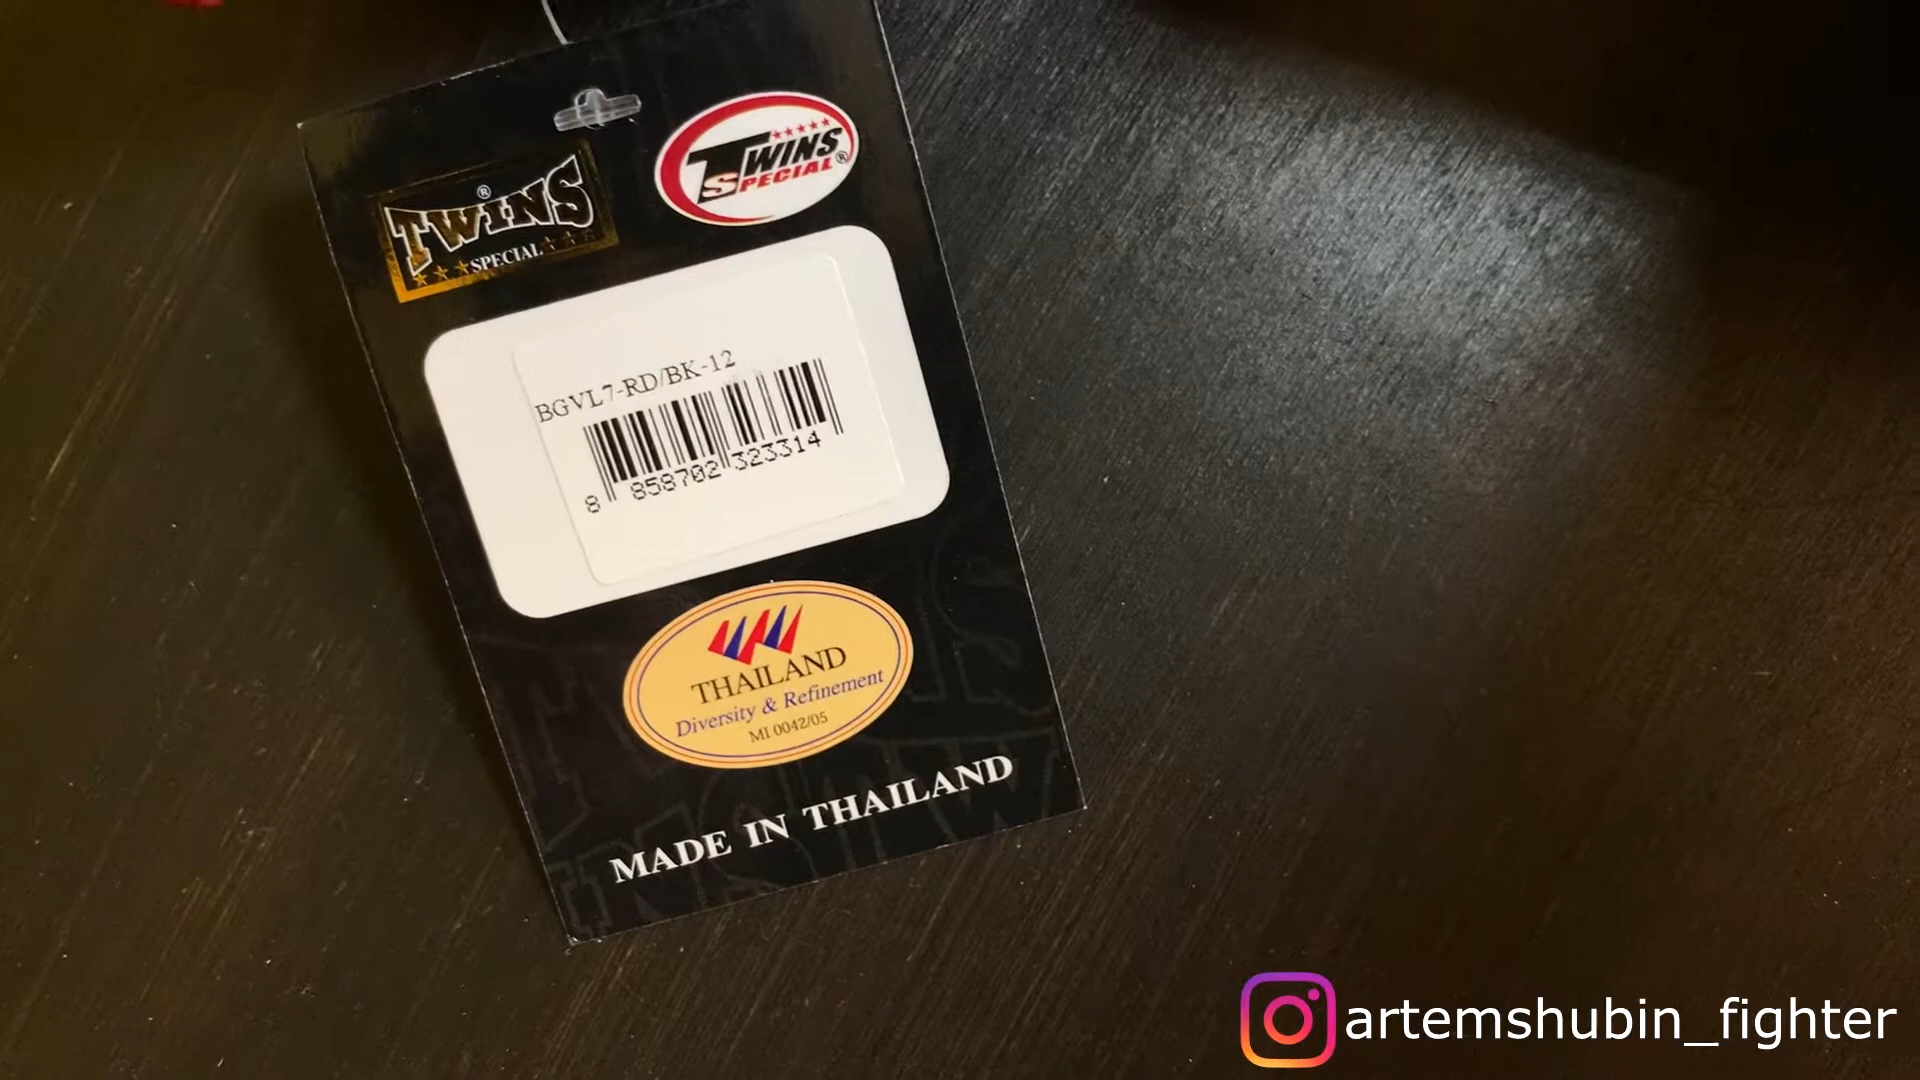 TWINS®
SPECIAL
TWINS
SPECIAL®
BGVL7-RD/BK-12
8 858702 323314
THAILAND
Diversity & Refinement
MI 0042/05
MADE IN THAILAND
artemshubin_fighter